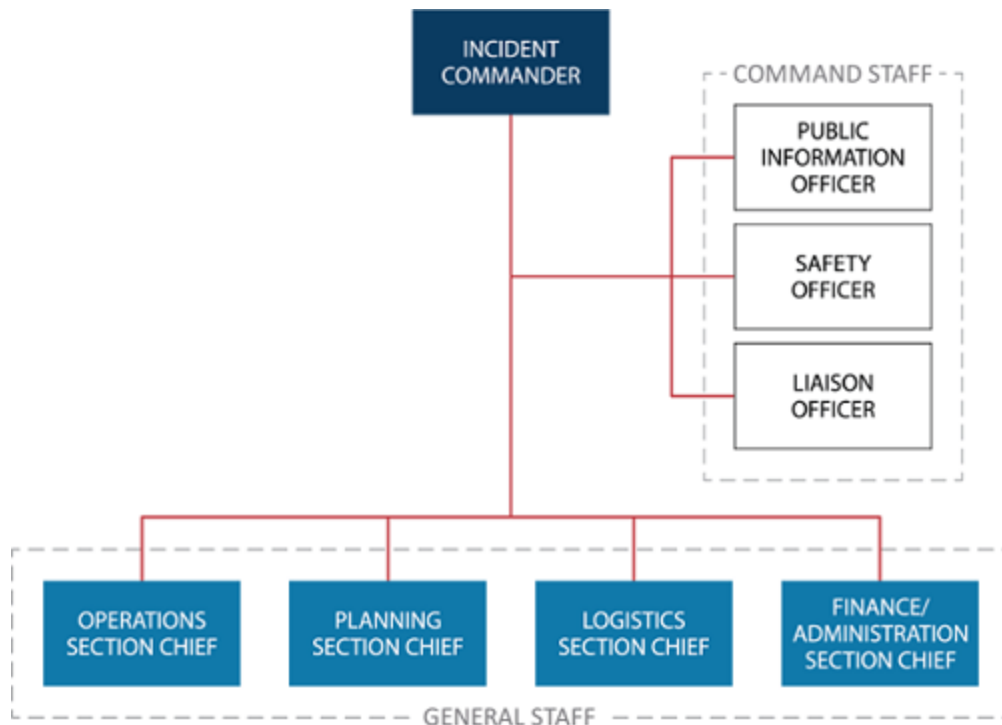 INCIDENT
COMMANDER
COMMAND STAFF
PUBLIC
INFORMATION
OFFICER
SAFETY
OFFICER
LIAISON
OFFICER
OPERATIONS
SECTION CHIEF
PLANNING
SECTION CHIEF
LOGISTICS
SECTION CHIEF
FINANCE/
ADMINISTRATION
SECTION CHIEF
GENERAL STAFF